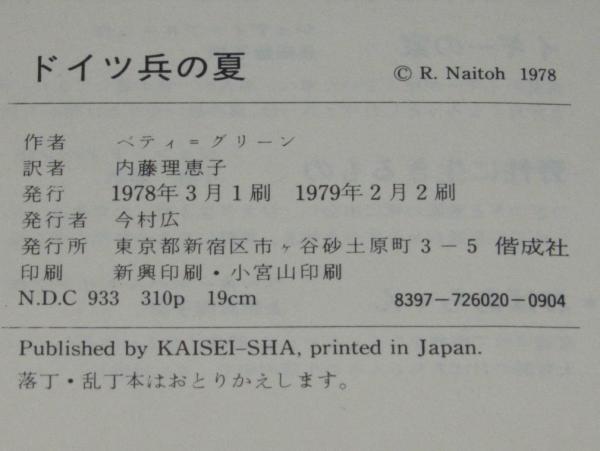 ドイツ兵の夏 © R. Naitoh 1978
作者 ベティ＝グリーン
訳者 内藤理恵子
発行 1978年3月1刷 1979年2月2刷
発行者 今村広
発行所 東京都新宿区市ヶ谷砂土原町3－5 偕成社
印刷 新興印刷・小宮山印刷
N.D.C 933 310p 19cm 8397-726020-0904
Published by KAISEI-SHA, printed in Japan.
落丁・乱丁本はおとりかえします。